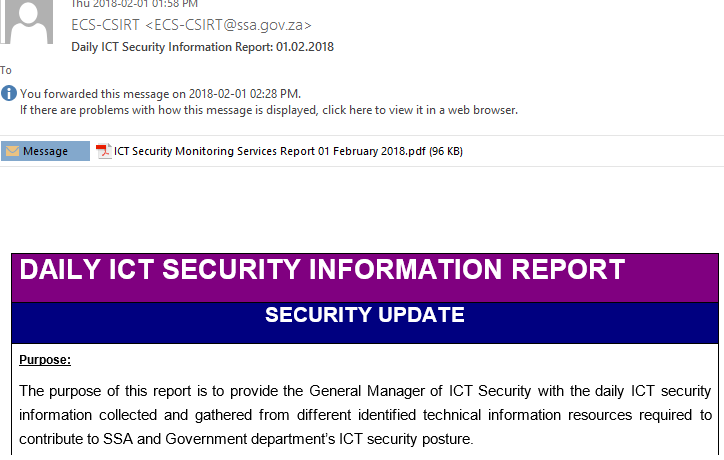 Thu 2018-02-01 01:58 PM
ECS-CSIRT <ECS-CSIRT@ssa.gov.za>
Daily ICT Security Information Report: 01.02.2018
To
You forwarded this message on 2018-02-01 02:28 PM.
If there are problems with how this message is displayed, click here to view it in a web browser.
Message
ICT Security Monitoring Services Report 01 February 2018.pdf (96 KB)
DAILY ICT SECURITY INFORMATION REPORT
SECURITY UPDATE
Purpose:
The purpose of this report is to provide the General Manager of ICT Security with the daily ICT security
information collected and gathered from different identified technical information resources required to
contribute to SSA and Government department's ICT security posture.